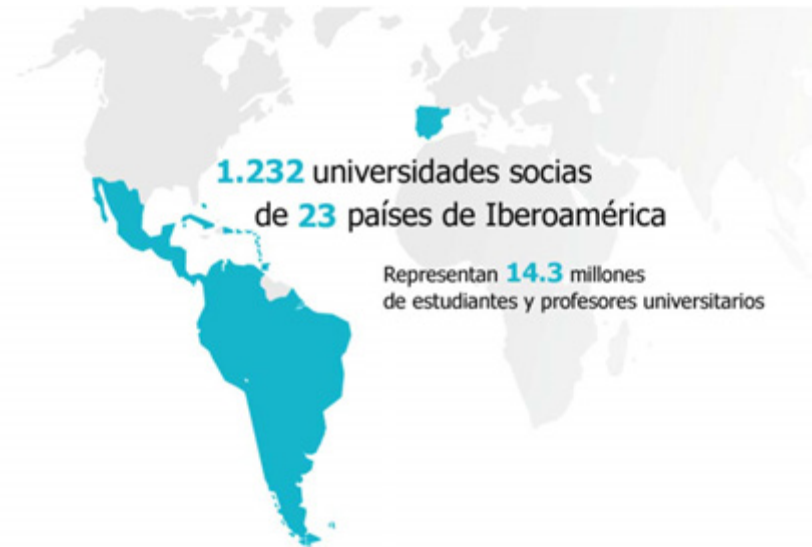 1.232 universidades socias
de 23 países de Iberoamérica
Representan 14.3 millones
de estudiantes y profesores universitarios